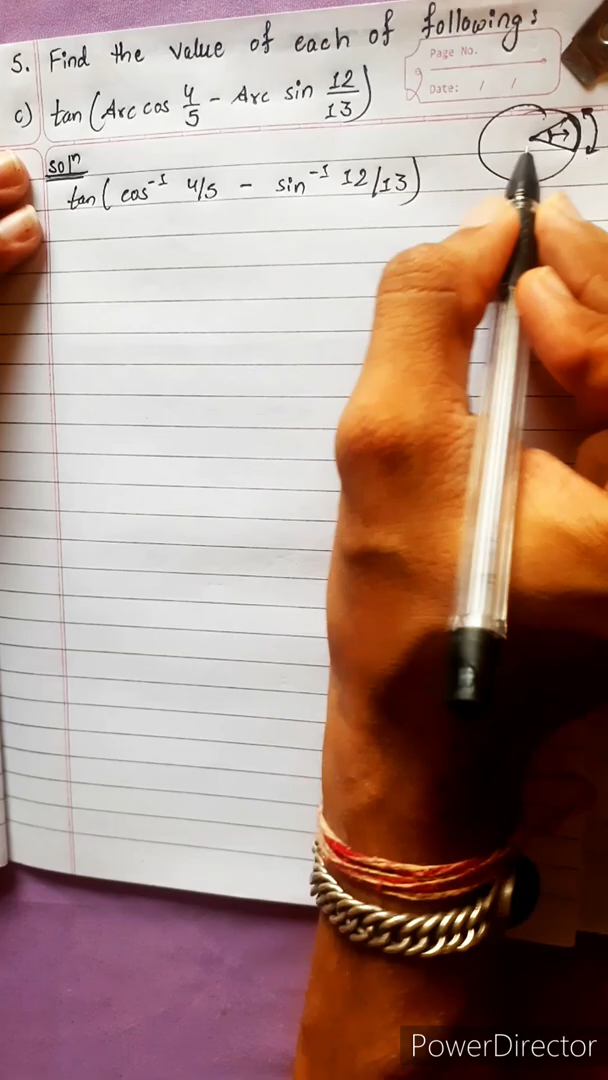 5. Find the value of each of following:
Page No.
Date: / /
c) tan (Arc cos 4/5 - Arc sin 12/13)
solⁿ
tan ( cos⁻¹ 4/5 - sin⁻¹ 12/13)
PowerDirector